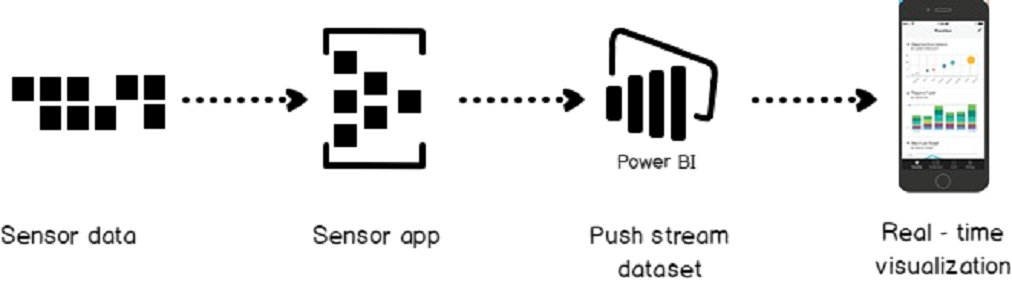 Power BI
Sensor data
Sensor app
Push stream
dataset
Real - time
visualization